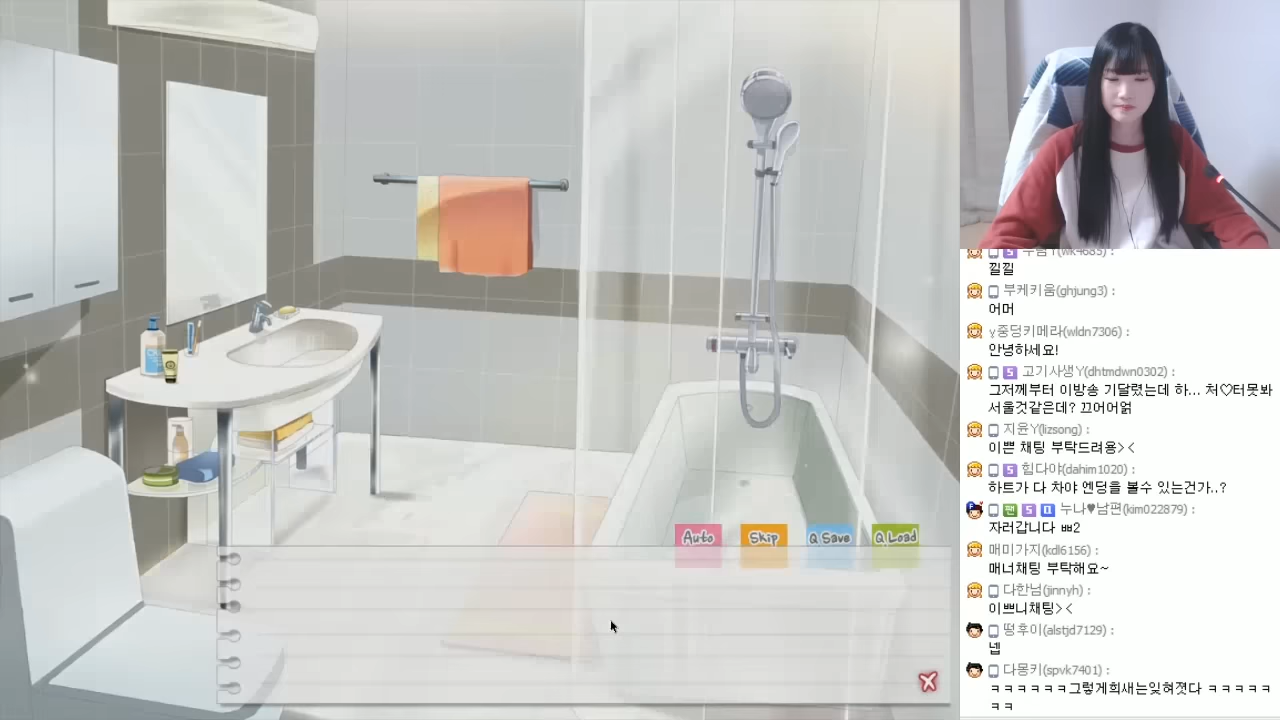 Auto
Skip
Q Save
Q Load
낄낄
부케키움(ghjung3) :
어머
y중덩키메라(wldn7306) :
안녕하세요!
S 고기사생Y(dhtmdwn0302) :
그저께부터 이방송 기달렸는데 하... 처♡터못봐
서울것같은데? 끄어어얽
지윤Y(lizsong) :
이쁜 채팅 부탁드려용><
S 힘다야(dahim1020) :
하트가 다 차야 엔딩을 볼수 있는건가..?
팬 S 누나♥남편(kim022879) :
자러갑니다 ㅃ2
매미가지(kdl6156) :
매너채팅 부탁해요~
다한님(jinnyh) :
이쁘니채팅><
떵후이(alstjd7129) :
넵
다몽키(spvk7401) :
ㅋㅋㅋㅋㅋㅋ그렇게희새는잊혀졋다 ㅋㅋㅋㅋㅋ
ㅋㅋ